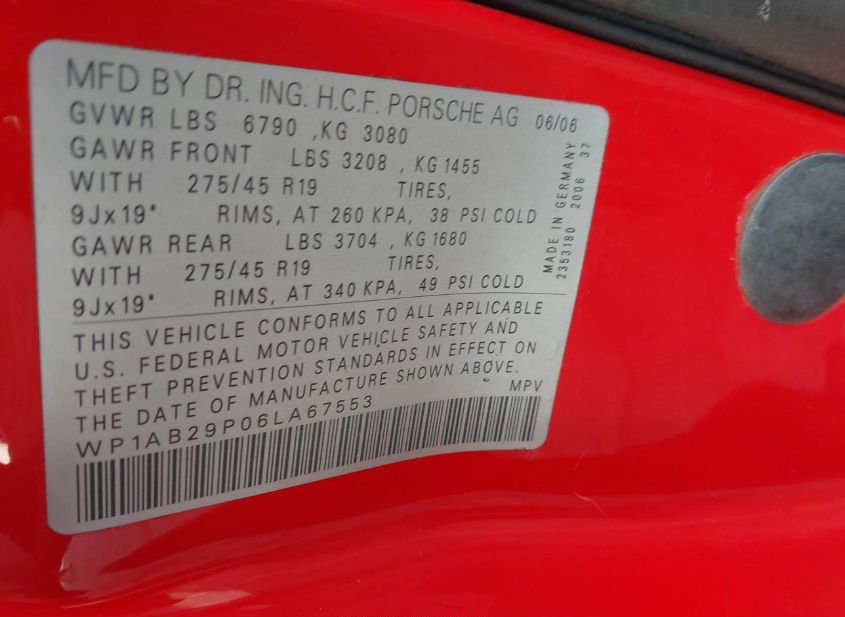 MFD BY DR. ING. H.C.F. PORSCHE AG 06/06
GVWR LBS 6790 ,KG 3080
GAWR FRONT LBS 3208 , KG 1455
WITH 275/45 R19 TIRES,
9Jx19" RIMS, AT 260 KPA, 38 PSI COLD
GAWR REAR LBS 3704 , KG 1680
WITH 275/45 R19 TIRES,
9Jx19" RIMS, AT 340 KPA, 49 PSI COLD
THIS VEHICLE CONFORMS TO ALL APPLICABLE
U.S. FEDERAL MOTOR VEHICLE SAFETY AND
THEFT PREVENTION STANDARDS IN EFFECT ON
THE DATE OF MANUFACTURE SHOWN ABOVE.
WP1AB29P06LA67553 MPV
MADE IN GERMANY
2353180 2006 37